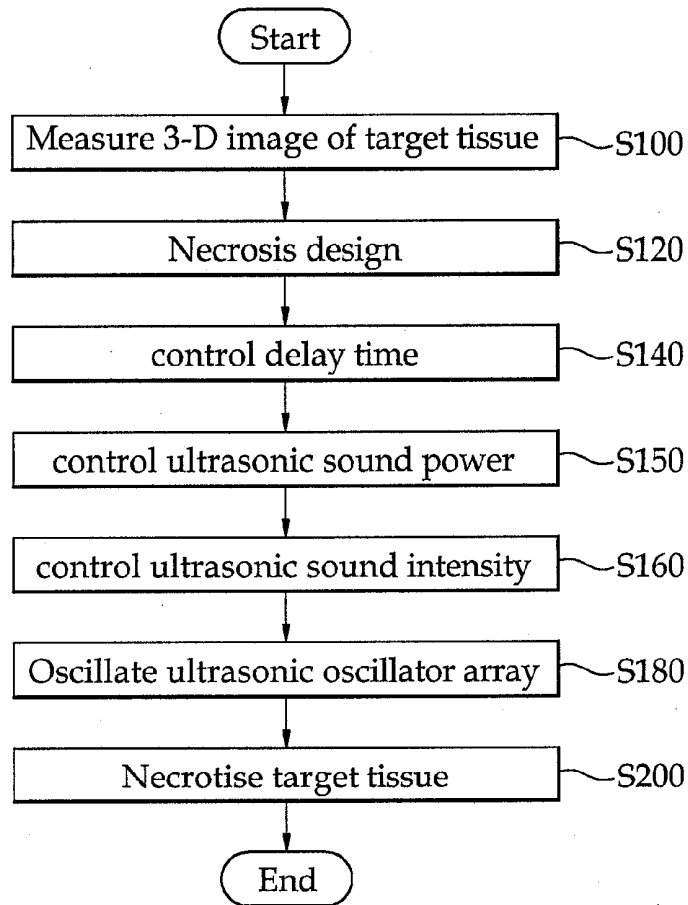 Start
Measure 3-D image of target tissue S100
Necrosis design S120
control delay time S140
control ultrasonic sound power S150
control ultrasonic sound intensity S160
Oscillate ultrasonic oscillator array S180
Necrotise target tissue S200
End